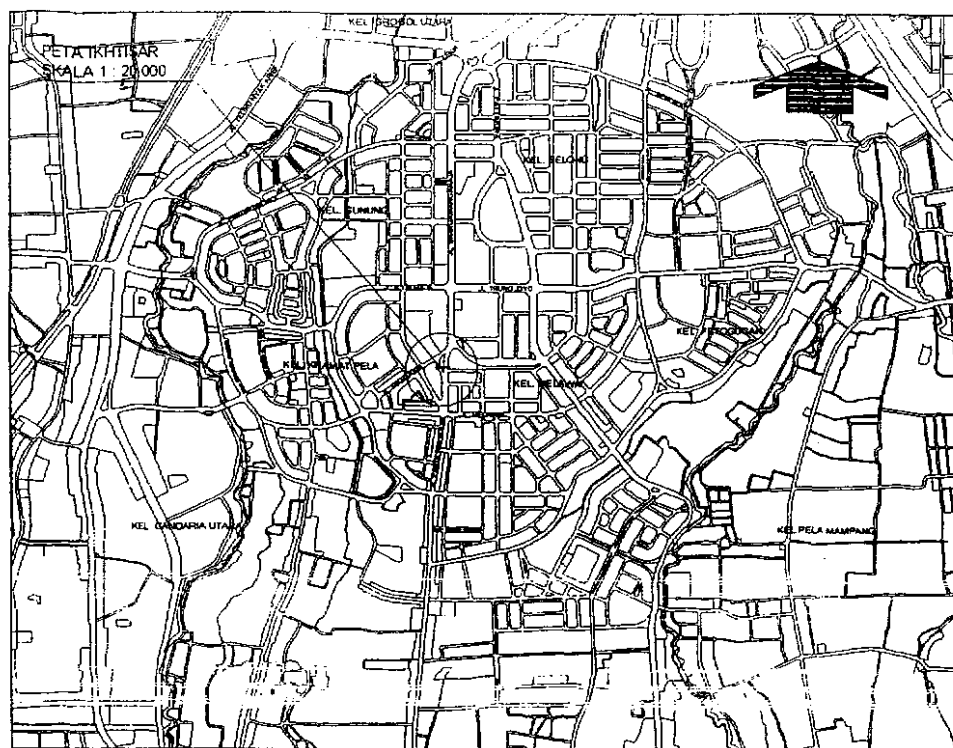 KEL. GROGOL UTARA
PETA IKHTISAR
SKALA 1 : 20.000
KEL. SELONG
KEL. GUNUNG
KEL. PETOGOGAN
KEL. KRAMAT PELA
KEL. MELAWAI
KEL. GANDARIA UTARA
KEL. PELA MAMPANG